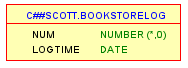 C##SCOTT.BOOKSTORELOG
NUM NUMBER (*,0)
LOGTIME DATE